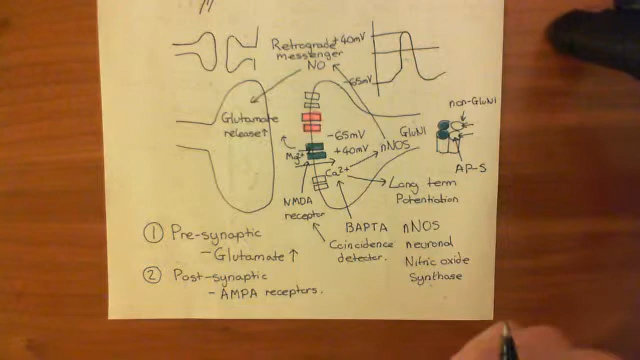 Retrograde
messenger
NO
+40mV
-65mV
Glutamate
release↑
-65mV
+40mV
Mg2+
Ca2+
nNOS
GluN1
non-GluN1
AP-5
NMDA
receptor
Long term
Potentiation
BAPTA
Coincidence
detector.
nNOS
neuronal
Nitric oxide
Synthase
① Pre-synaptic
- Glutamate ↑
② Post-synaptic
- AMPA receptors.